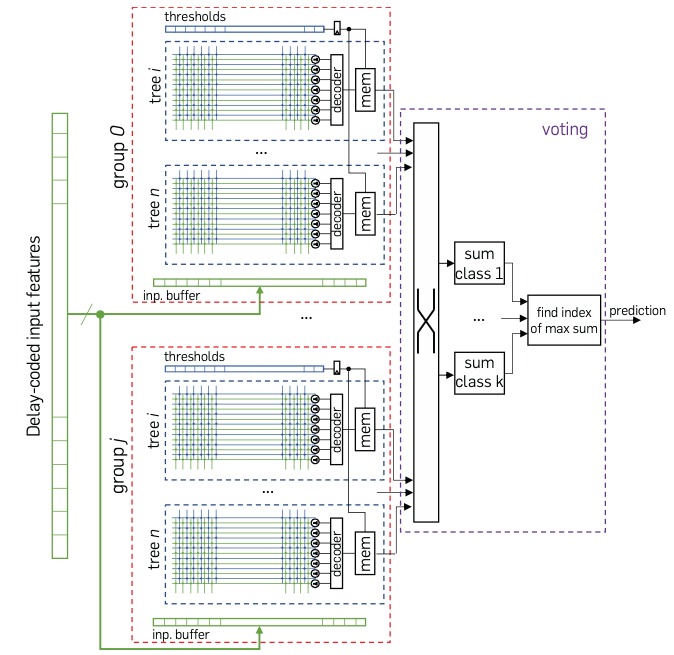 Delay-coded input features
group 0
thresholds
tree i
decoder
mem
...
tree n
decoder
mem
inp. buffer
...
group j
thresholds
tree i
decoder
mem
...
tree n
decoder
mem
inp. buffer
voting
sum
class 1
...
sum
class k
find index
of max sum
prediction